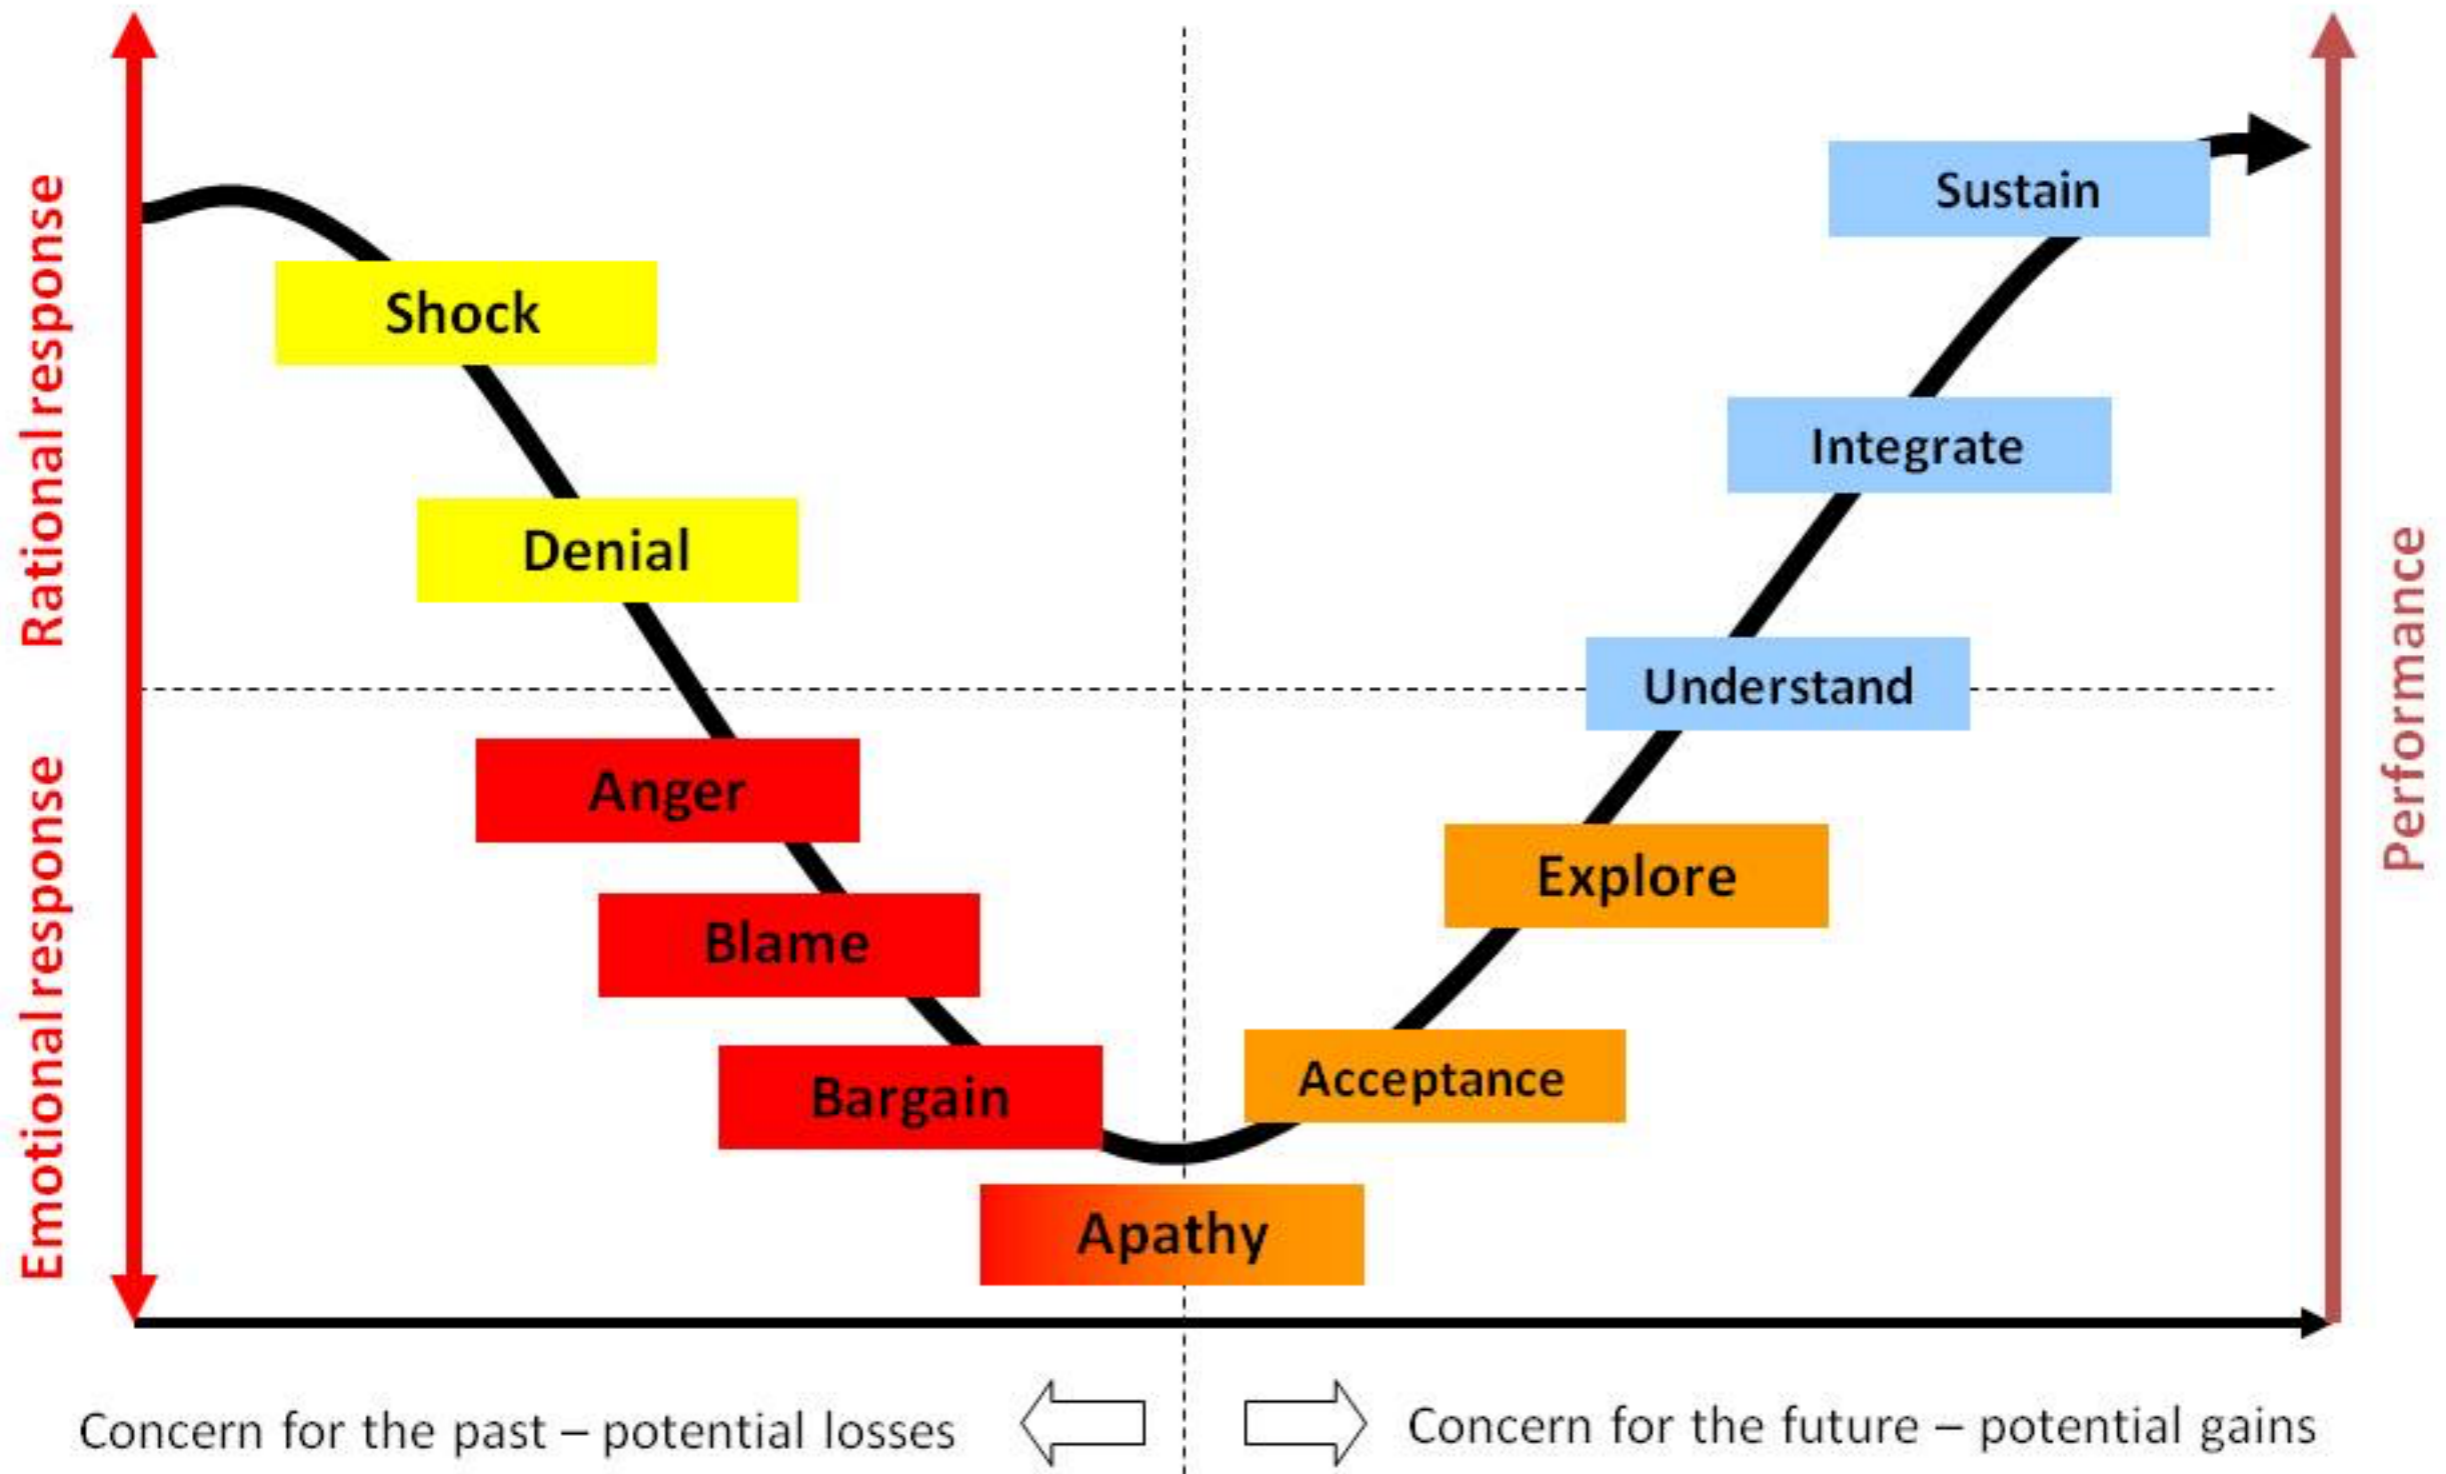 Rational response
Emotional response
Shock
Denial
Anger
Blame
Bargain
Apathy
Acceptance
Explore
Understand
Integrate
Sustain
Performance
Concern for the past – potential losses
Concern for the future – potential gains